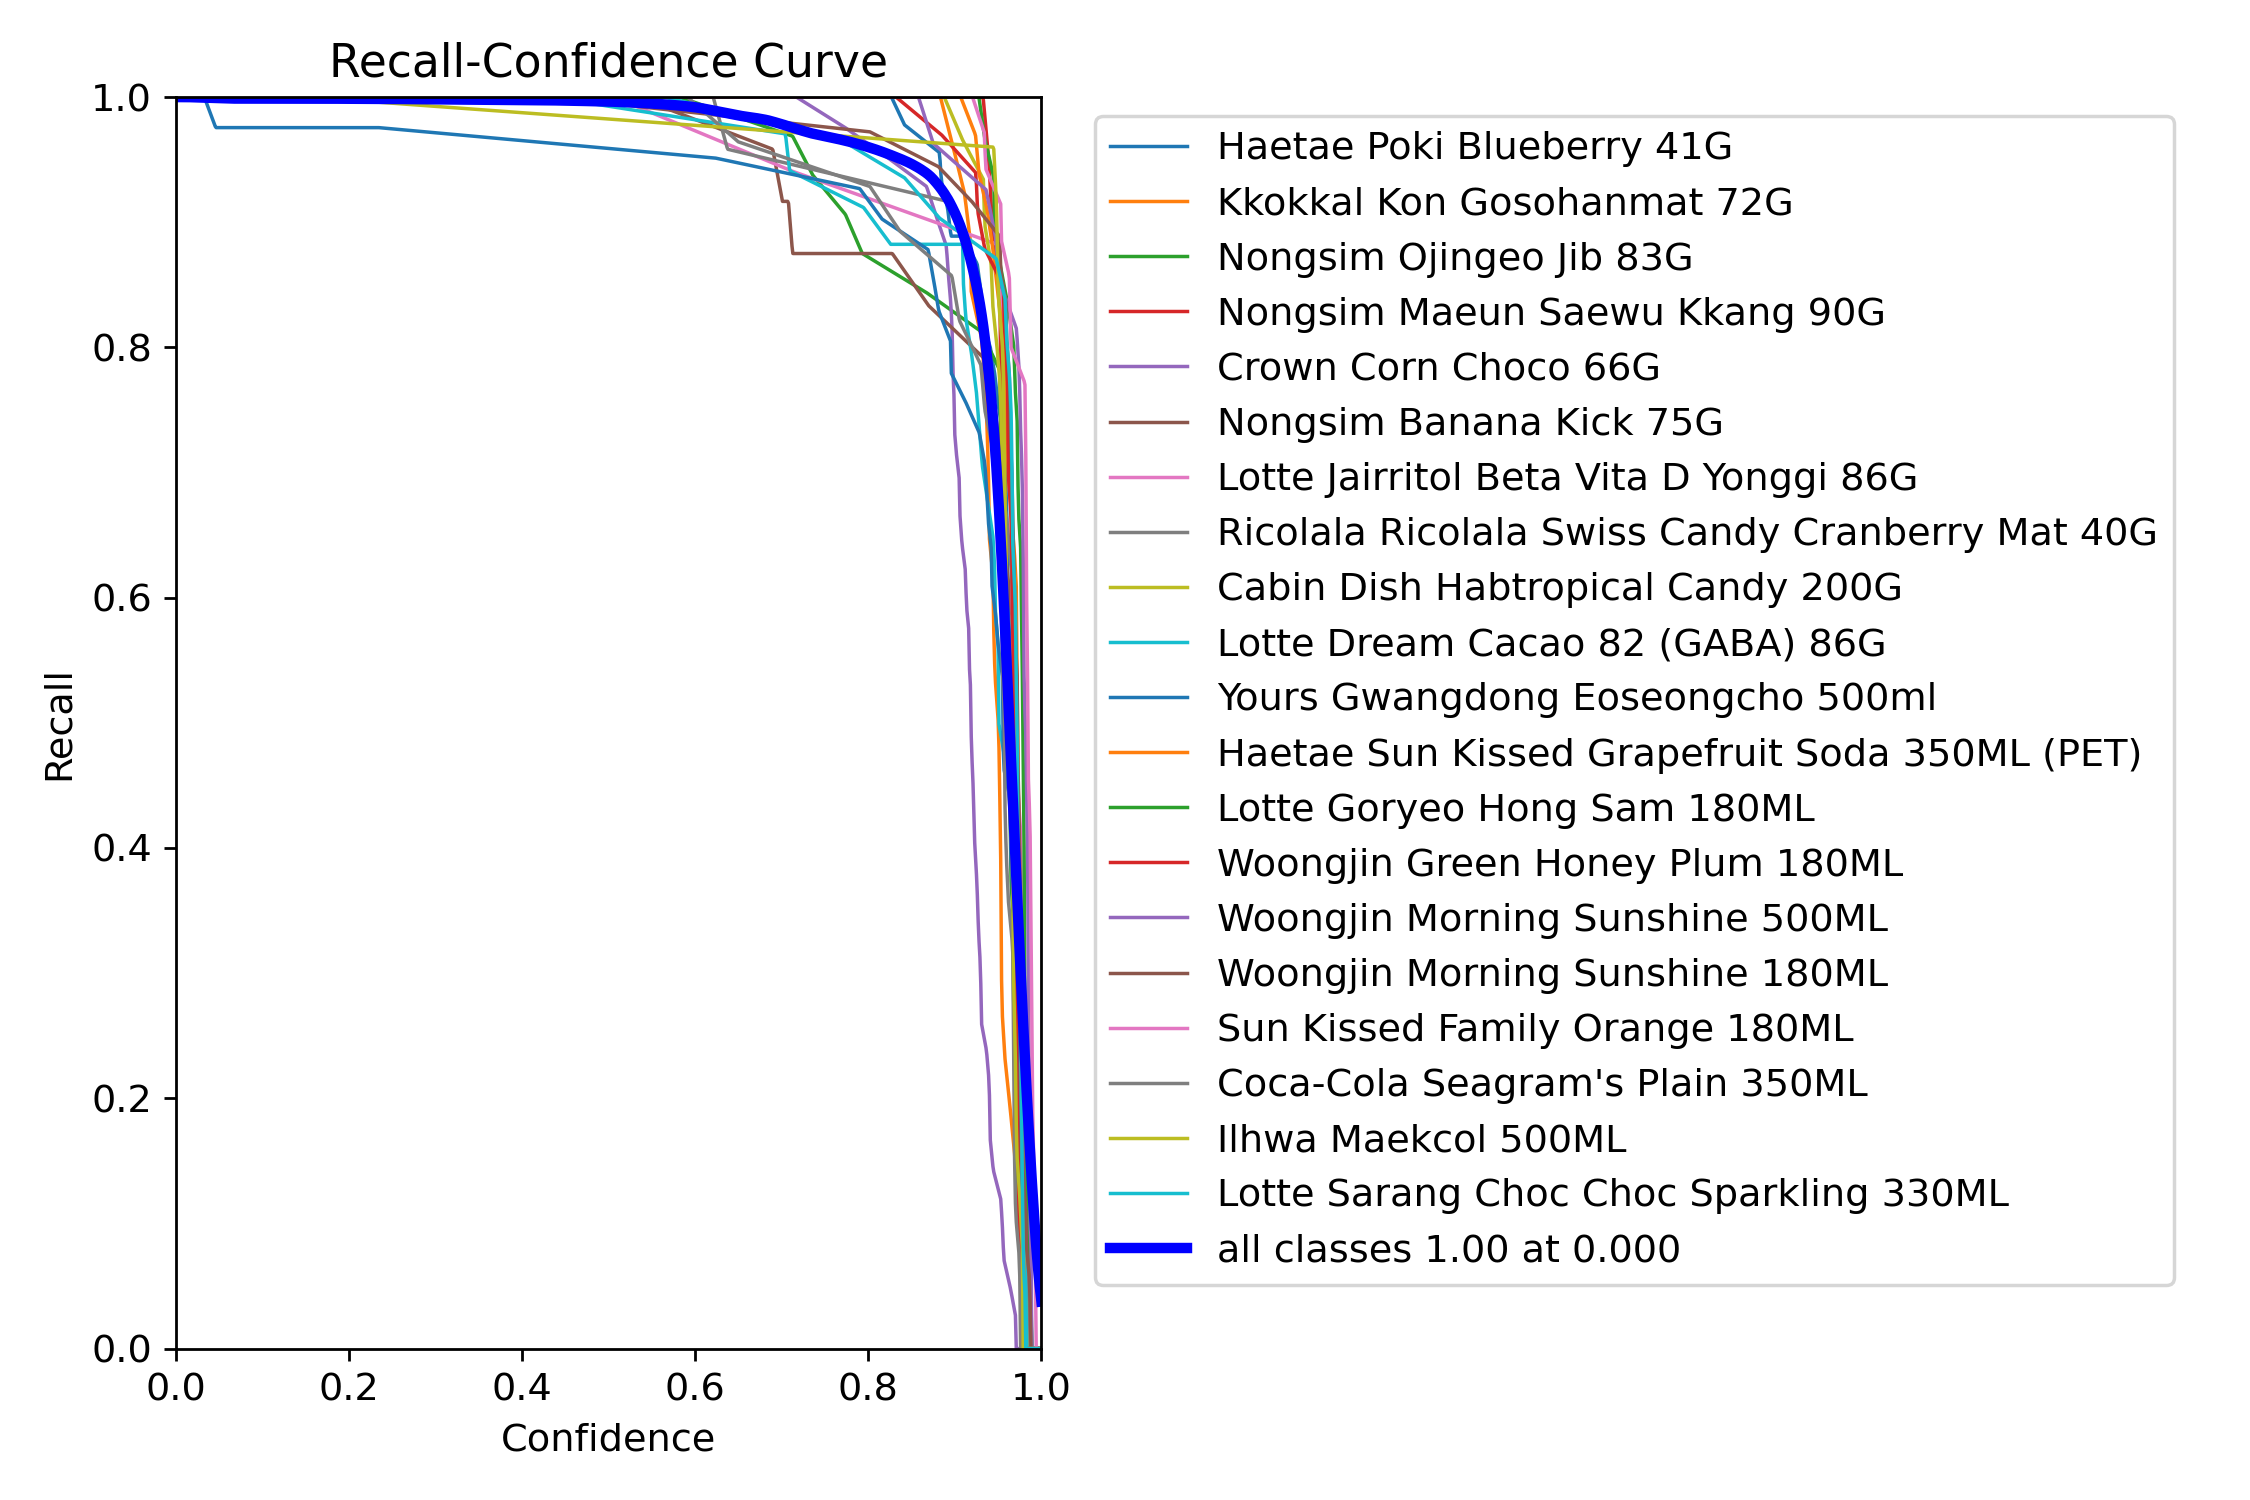 Recall-Confidence Curve
1.0
0.8
0.6
0.4
0.2
0.0
Recall
0.0 0.2 0.4 0.6 0.8 1.0
Confidence
Haetae Poki Blueberry 41G
Kkokkal Kon Gosohanmat 72G
Nongsim Ojingeo Jib 83G
Nongsim Maeun Saewu Kkang 90G
Crown Corn Choco 66G
Nongsim Banana Kick 75G
Lotte Jairritol Beta Vita D Yonggi 86G
Ricolala Ricolala Swiss Candy Cranberry Mat 40G
Cabin Dish Habtropical Candy 200G
Lotte Dream Cacao 82 (GABA) 86G
Yours Gwangdong Eoseongcho 500ml
Haetae Sun Kissed Grapefruit Soda 350ML (PET)
Lotte Goryeo Hong Sam 180ML
Woongjin Green Honey Plum 180ML
Woongjin Morning Sunshine 500ML
Woongjin Morning Sunshine 180ML
Sun Kissed Family Orange 180ML
Coca-Cola Seagram's Plain 350ML
Ilhwa Maekcol 500ML
Lotte Sarang Choc Choc Sparkling 330ML
all classes 1.00 at 0.000